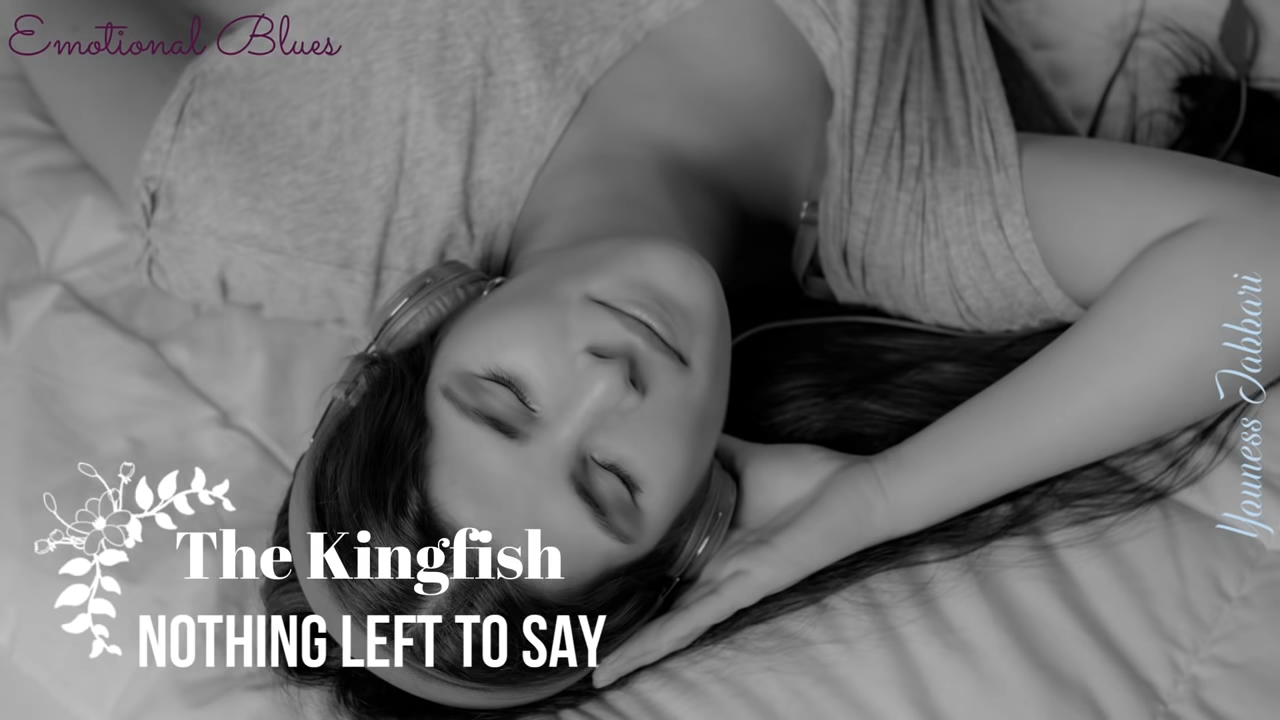 Emotional Blues
The Kingfish
NOTHING LEFT TO SAY
Youness Jabbari